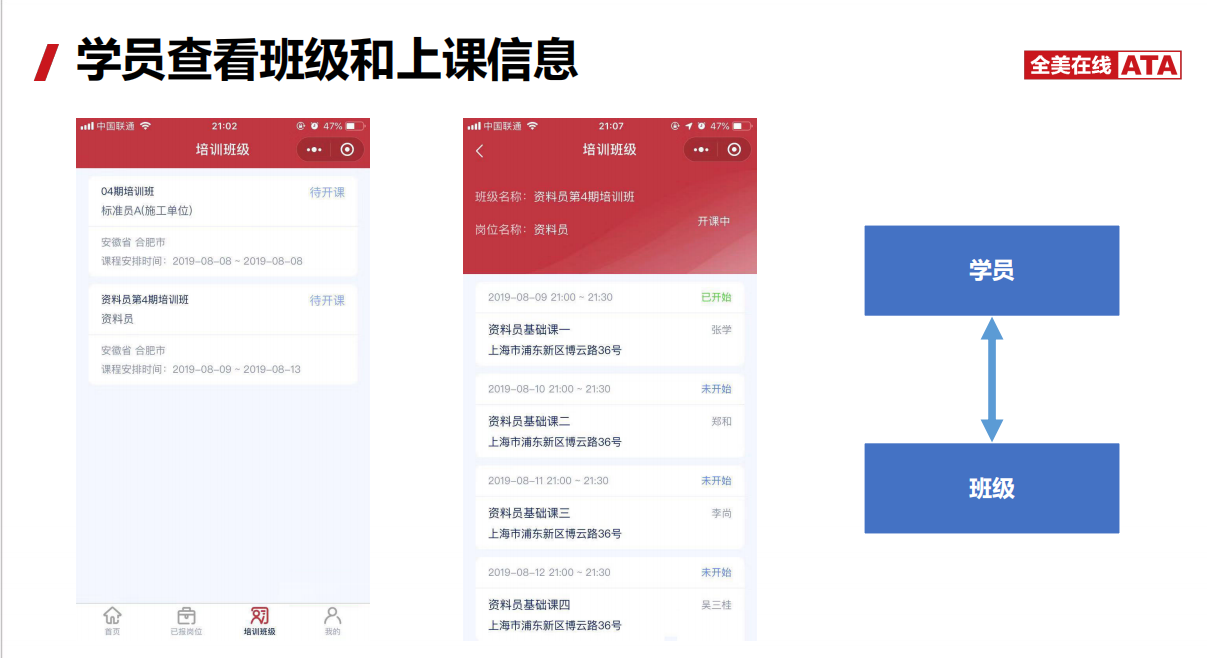 学员查看班级和上课信息
全美在线 ATA
中国联通 21:02 47%
培训班级
04期培训班 待开课
标准员A(施工单位)
安徽省 合肥市
课程安排时间：2019-08-08 ~ 2019-08-08
资料员第4期培训班 待开课
资料员
安徽省 合肥市
课程安排时间：2019-08-09 ~ 2019-08-13
首页 已报岗位 培训班级 我的
中国联通 21:07 47%
培训班级
班级名称：资料员第4期培训班
开课中
岗位名称：资料员
2019-08-09 21:00 ~ 21:30 已开始
资料员基础课一 张学
上海市浦东新区博云路36号
2019-08-10 21:00 ~ 21:30 未开始
资料员基础课二 郑和
上海市浦东新区博云路36号
2019-08-11 21:00 ~ 21:30 未开始
资料员基础课三 李尚
上海市浦东新区博云路36号
2019-08-12 21:00 ~ 21:30 未开始
资料员基础课四 吴三桂
上海市浦东新区博云路36号
学员
班级